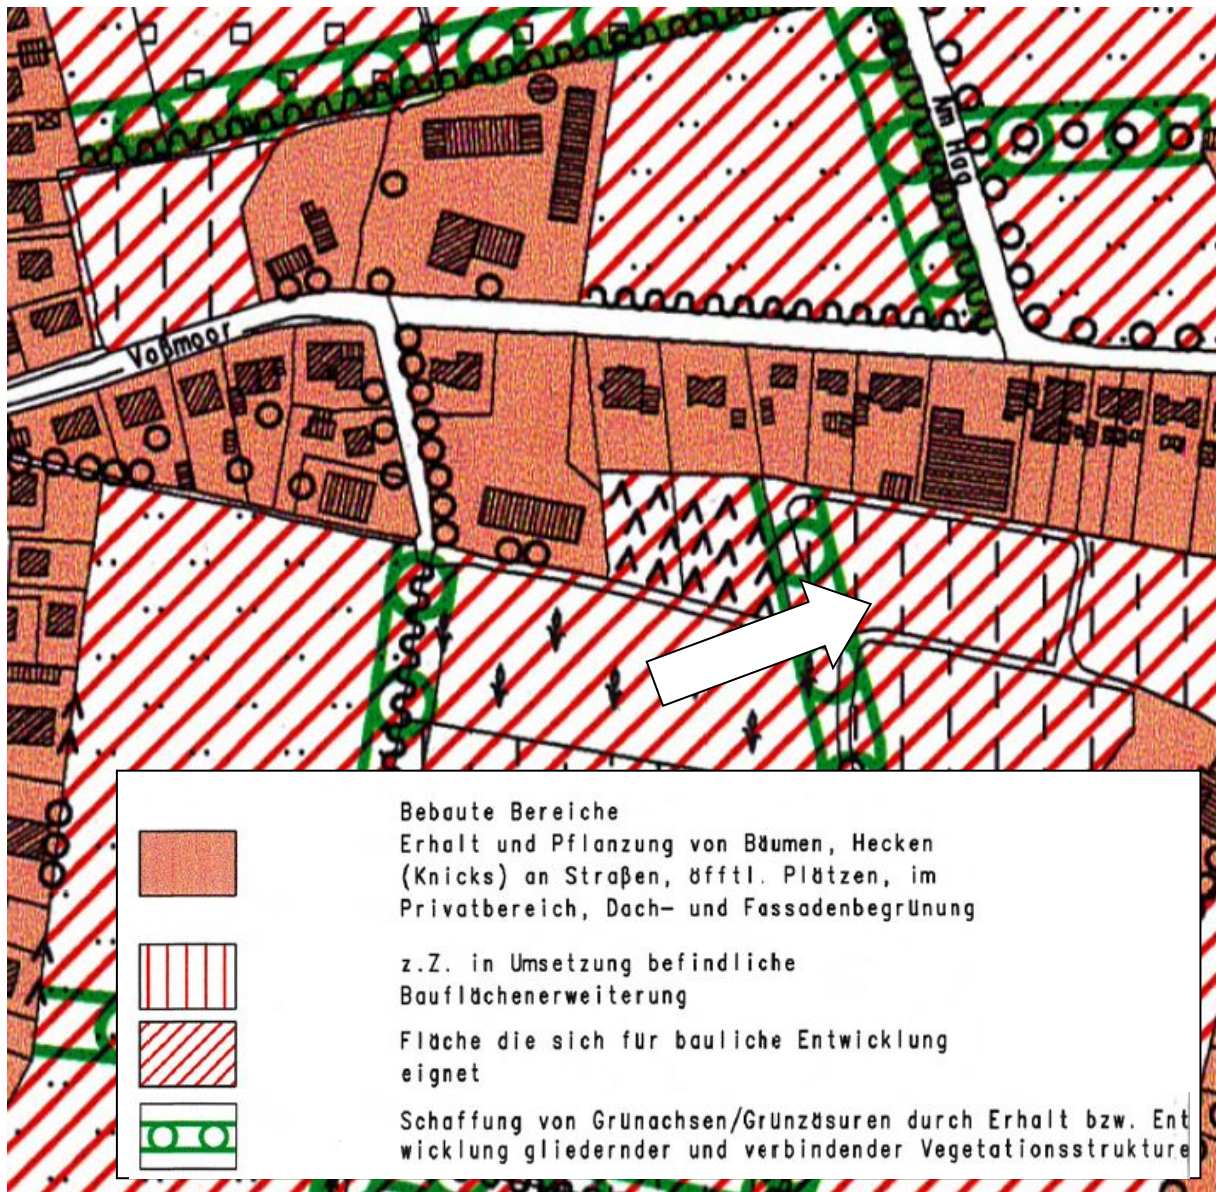 Am Hag
Voßmoor
Bebaute Bereiche
Erhalt und Pflanzung von Bäumen, Hecken
(Knicks) an Straßen, öfftl. Plätzen, im
Privatbereich, Dach- und Fassadenbegrünung
z.Z. in Umsetzung befindliche
Bauflächenerweiterung
Fläche die sich für bauliche Entwicklung
eignet
Schaffung von Grünachsen/Grünzäsuren durch Erhalt bzw. Ent
wicklung gliedernder und verbindender Vegetationsstrukture